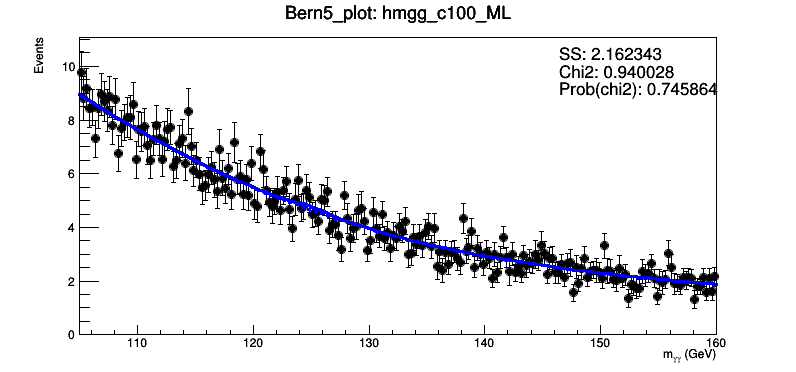 Bern5_plot: hmgg_c100_ML
Events
SS: 2.162343
Chi2: 0.940028
Prob(chi2): 0.745864
10
8
6
4
2
0
110 120 130 140 150 160
m_γγ (GeV)